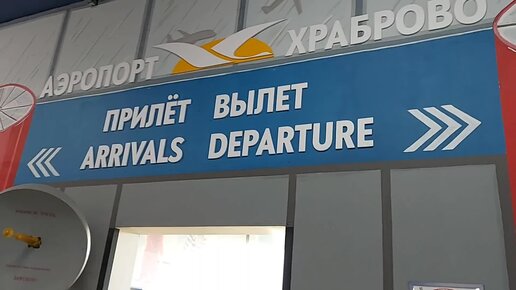 АЭРОПОРТ ХРАБРОВО
ПРИЛЁТ ВЫЛЕТ
ARRIVALS DEPARTURE